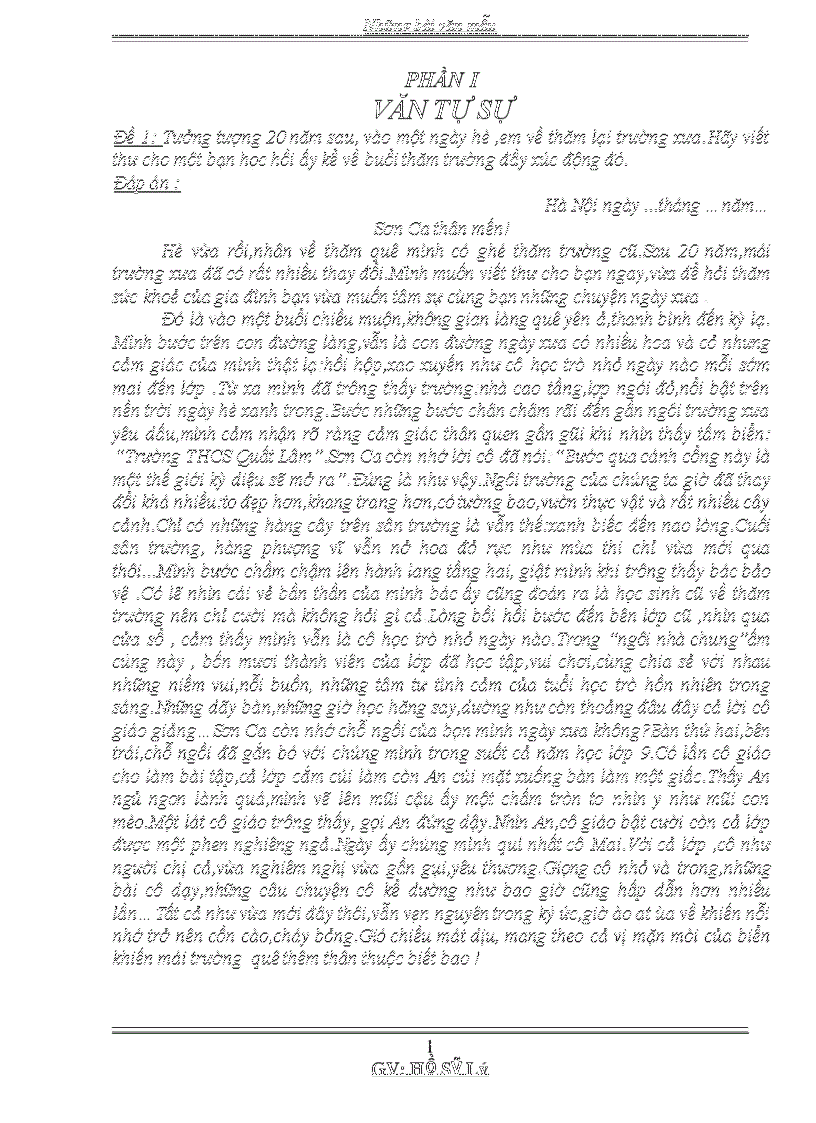 Những bài văn mẫu
PHẦN I
VĂN TỰ SỰ
Đề 1: Tưởng tượng 20 năm sau, vào một ngày hè ,em về thăm lại trường xưa.Hãy viết
thư cho một bạn học hồi ấy kể về buổi thăm trường đầy xúc động đó.
Đáp án :
Hà Nội ngày ...tháng ... năm...
Sơn Ca thân mến!
Hè vừa rồi,nhân về thăm quê mình có ghé thăm trường cũ.Sau 20 năm,mái
trường xưa đã có rất nhiều thay đổi.Mình muốn viết thư cho bạn ngay,vừa để hỏi thăm
sức khoẻ của gia đình bạn vừa muốn tâm sự cùng bạn những chuyện ngày xưa .
Đó là vào một buổi chiều muộn,không gian làng quê yên ả,thanh bình đến kỳ lạ.
Mình bước trên con đường làng,vẫn là con đường ngày xưa có nhiều hoa và cỏ nhưng
cảm giác của mình thật lạ:hồi hộp,xao xuyến như cô học trò nhỏ ngày nào mỗi sớm
mai đến lớp .Từ xa mình đã trông thấy trường:nhà cao tầng,lợp ngói đỏ,nổi bật trên
nền trời ngày hè xanh trong.Bước những bước chân chậm rãi đến gần ngôi trường xưa
yêu dấu,mình cảm nhận rõ ràng cảm giác thân quen gần gũi khi nhìn thấy tấm biển:
“Trường THCS Quất Lâm”.Sơn Ca còn nhớ lời cô đã nói:“Bước qua cánh cổng này là
một thế giới kỳ diệu sẽ mở ra”.Đúng là như vậy.Ngôi trường của chúng ta giờ đã thay
đổi khá nhiều:to đẹp hơn,khang trang hơn,có tường bao,vườn thực vật và rất nhiều cây
cảnh.Chỉ có những hàng cây trên sân trường là vẫn thế:xanh biếc đến nao lòng.Cuối
sân trường, hàng phượng vĩ vẫn nở hoa đỏ rực như mùa thi chỉ vừa mới qua
thôi...Mình bước chầm chậm lên hành lang tầng hai, giật mình khi trông thấy bác bảo
vệ .Có lẽ nhìn cái vẻ bần thần của mình bác ấy cũng đoán ra là học sinh cũ về thăm
trường nên chỉ cười mà không hỏi gì cả.Lòng bồi hồi bước đến bên lớp cũ ,nhìn qua
cửa sổ , cảm thấy mình vẫn là cô học trò nhỏ ngày nào.Trong “ngôi nhà chung”ấm
cúng này , bốn mươi thành viên của lớp đã học tập,vui chơi,cùng chia sẻ với nhau
những niềm vui,nỗi buồn, những tâm tư tình cảm của tuổi học trò hồn nhiên trong
sáng.Những dãy bàn,những giờ học hăng say,dường như còn thoảng đâu đây cả lời cô
giáo giảng...Sơn Ca còn nhớ chỗ ngồi của bọn mình ngày xưa không?Bàn thứ hai,bên
trái,chỗ ngồi đã gắn bó với chúng mình trong suốt cả năm học lớp 9.Có lần cô giáo
cho làm bài tập,cả lớp cắm cúi làm còn An cúi mặt xuống bàn làm một giấc.Thấy An
ngủ ngon lành quá,mình vẽ lên mũi cậu ấy một chấm tròn to nhìn y như mũi con
mèo.Một lát cô giáo trông thấy, gọi An đứng dậy.Nhìn An,cô giáo bật cười còn cả lớp
được một phen nghiêng ngả.Ngày ấy chúng mình quí nhất cô Mai.Với cả lớp ,cô như
người chị cả,vừa nghiêm nghị vừa gần gụi,yêu thương.Giọng cô nhỏ và trong,những
bài cô dạy,những câu chuyện cô kể dường như bao giờ cũng hấp dẫn hơn nhiều
lần... Tất cả như vừa mới đây thôi,vẫn vẹn nguyên trong ký ức,giờ ào ạt ùa về khiến nỗi
nhớ trở nên cồn cào,cháy bỏng.Gió chiều mát dịu, mang theo cả vị mặn mòi của biển
khiến mái trường quê thêm thân thuộc biết bao !
1
GV: HỒ SỸ Lý